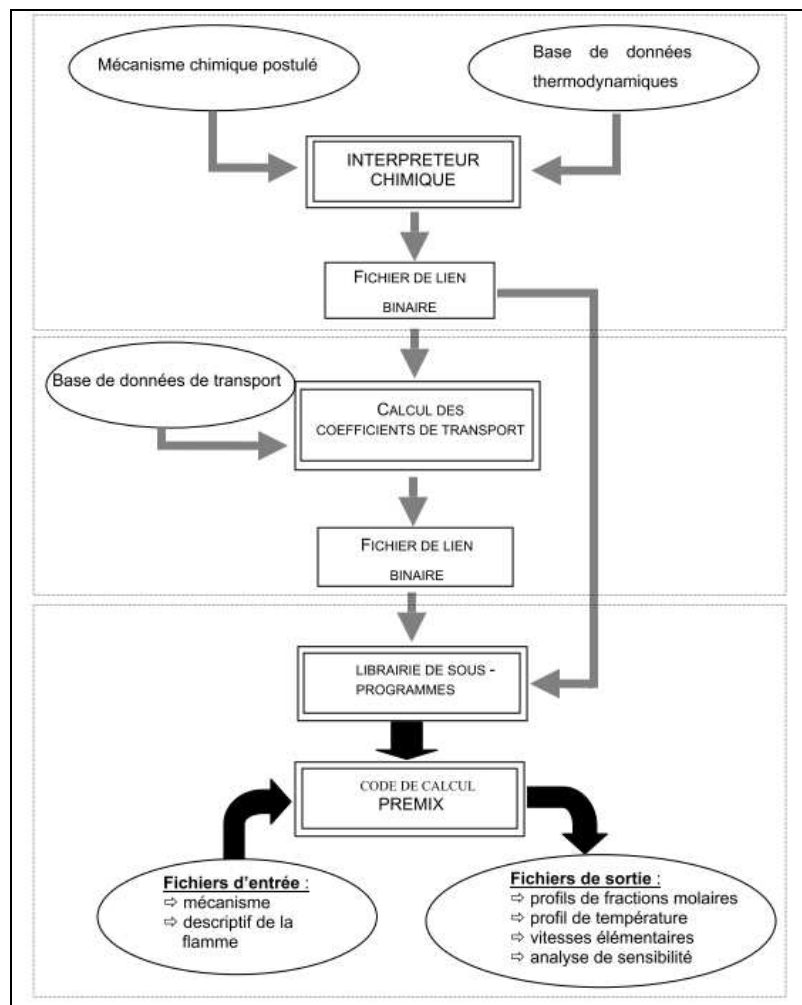 Mécanisme chimique postulé
Base de données
thermodynamiques
INTERPRETEUR
CHIMIQUE
FICHIER DE LIEN
BINAIRE
Base de données de transport
CALCUL DES
COEFFICIENTS DE TRANSPORT
FICHIER DE LIEN
BINAIRE
LIBRAIRIE DE SOUS -
PROGRAMMES
CODE DE CALCUL
PREMIX
Fichiers d'entrée :
⇨ mécanisme
⇨ descriptif de la
flamme
Fichiers de sortie :
⇨ profils de fractions molaires
⇨ profil de température
⇨ vitesses élémentaires
⇨ analyse de sensibilité